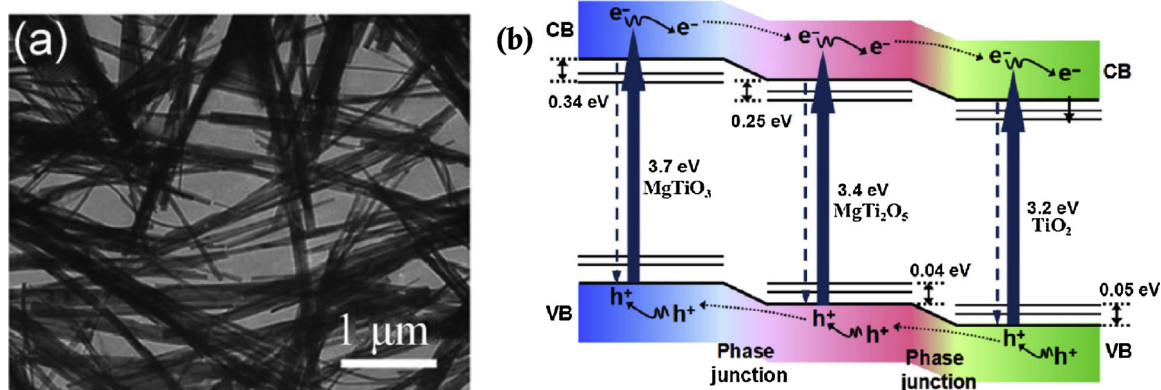 (a)
1 μm
(b)
CB
e⁻
e⁻
e⁻
e⁻
e⁻
e⁻
CB
0.34 eV
0.25 eV
3.7 eV
MgTiO₃
3.4 eV
MgTi₂O₅
3.2 eV
TiO₂
0.04 eV
0.05 eV
VB
h⁺
h⁺
h⁺
h⁺
h⁺
h⁺
VB
Phase
junction
Phase
junction